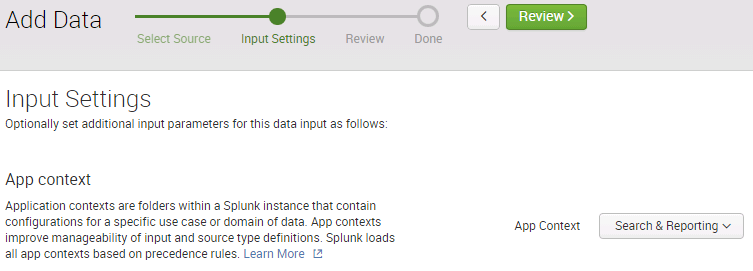 Add Data
Select Source
Input Settings
Review
Done
<
Review >
Input Settings
Optionally set additional input parameters for this data input as follows:
App context
Application contexts are folders within a Splunk instance that contain
configurations for a specific use case or domain of data. App contexts
improve manageability of input and source type definitions. Splunk loads
all app contexts based on precedence rules. Learn More
App Context
Search & Reporting